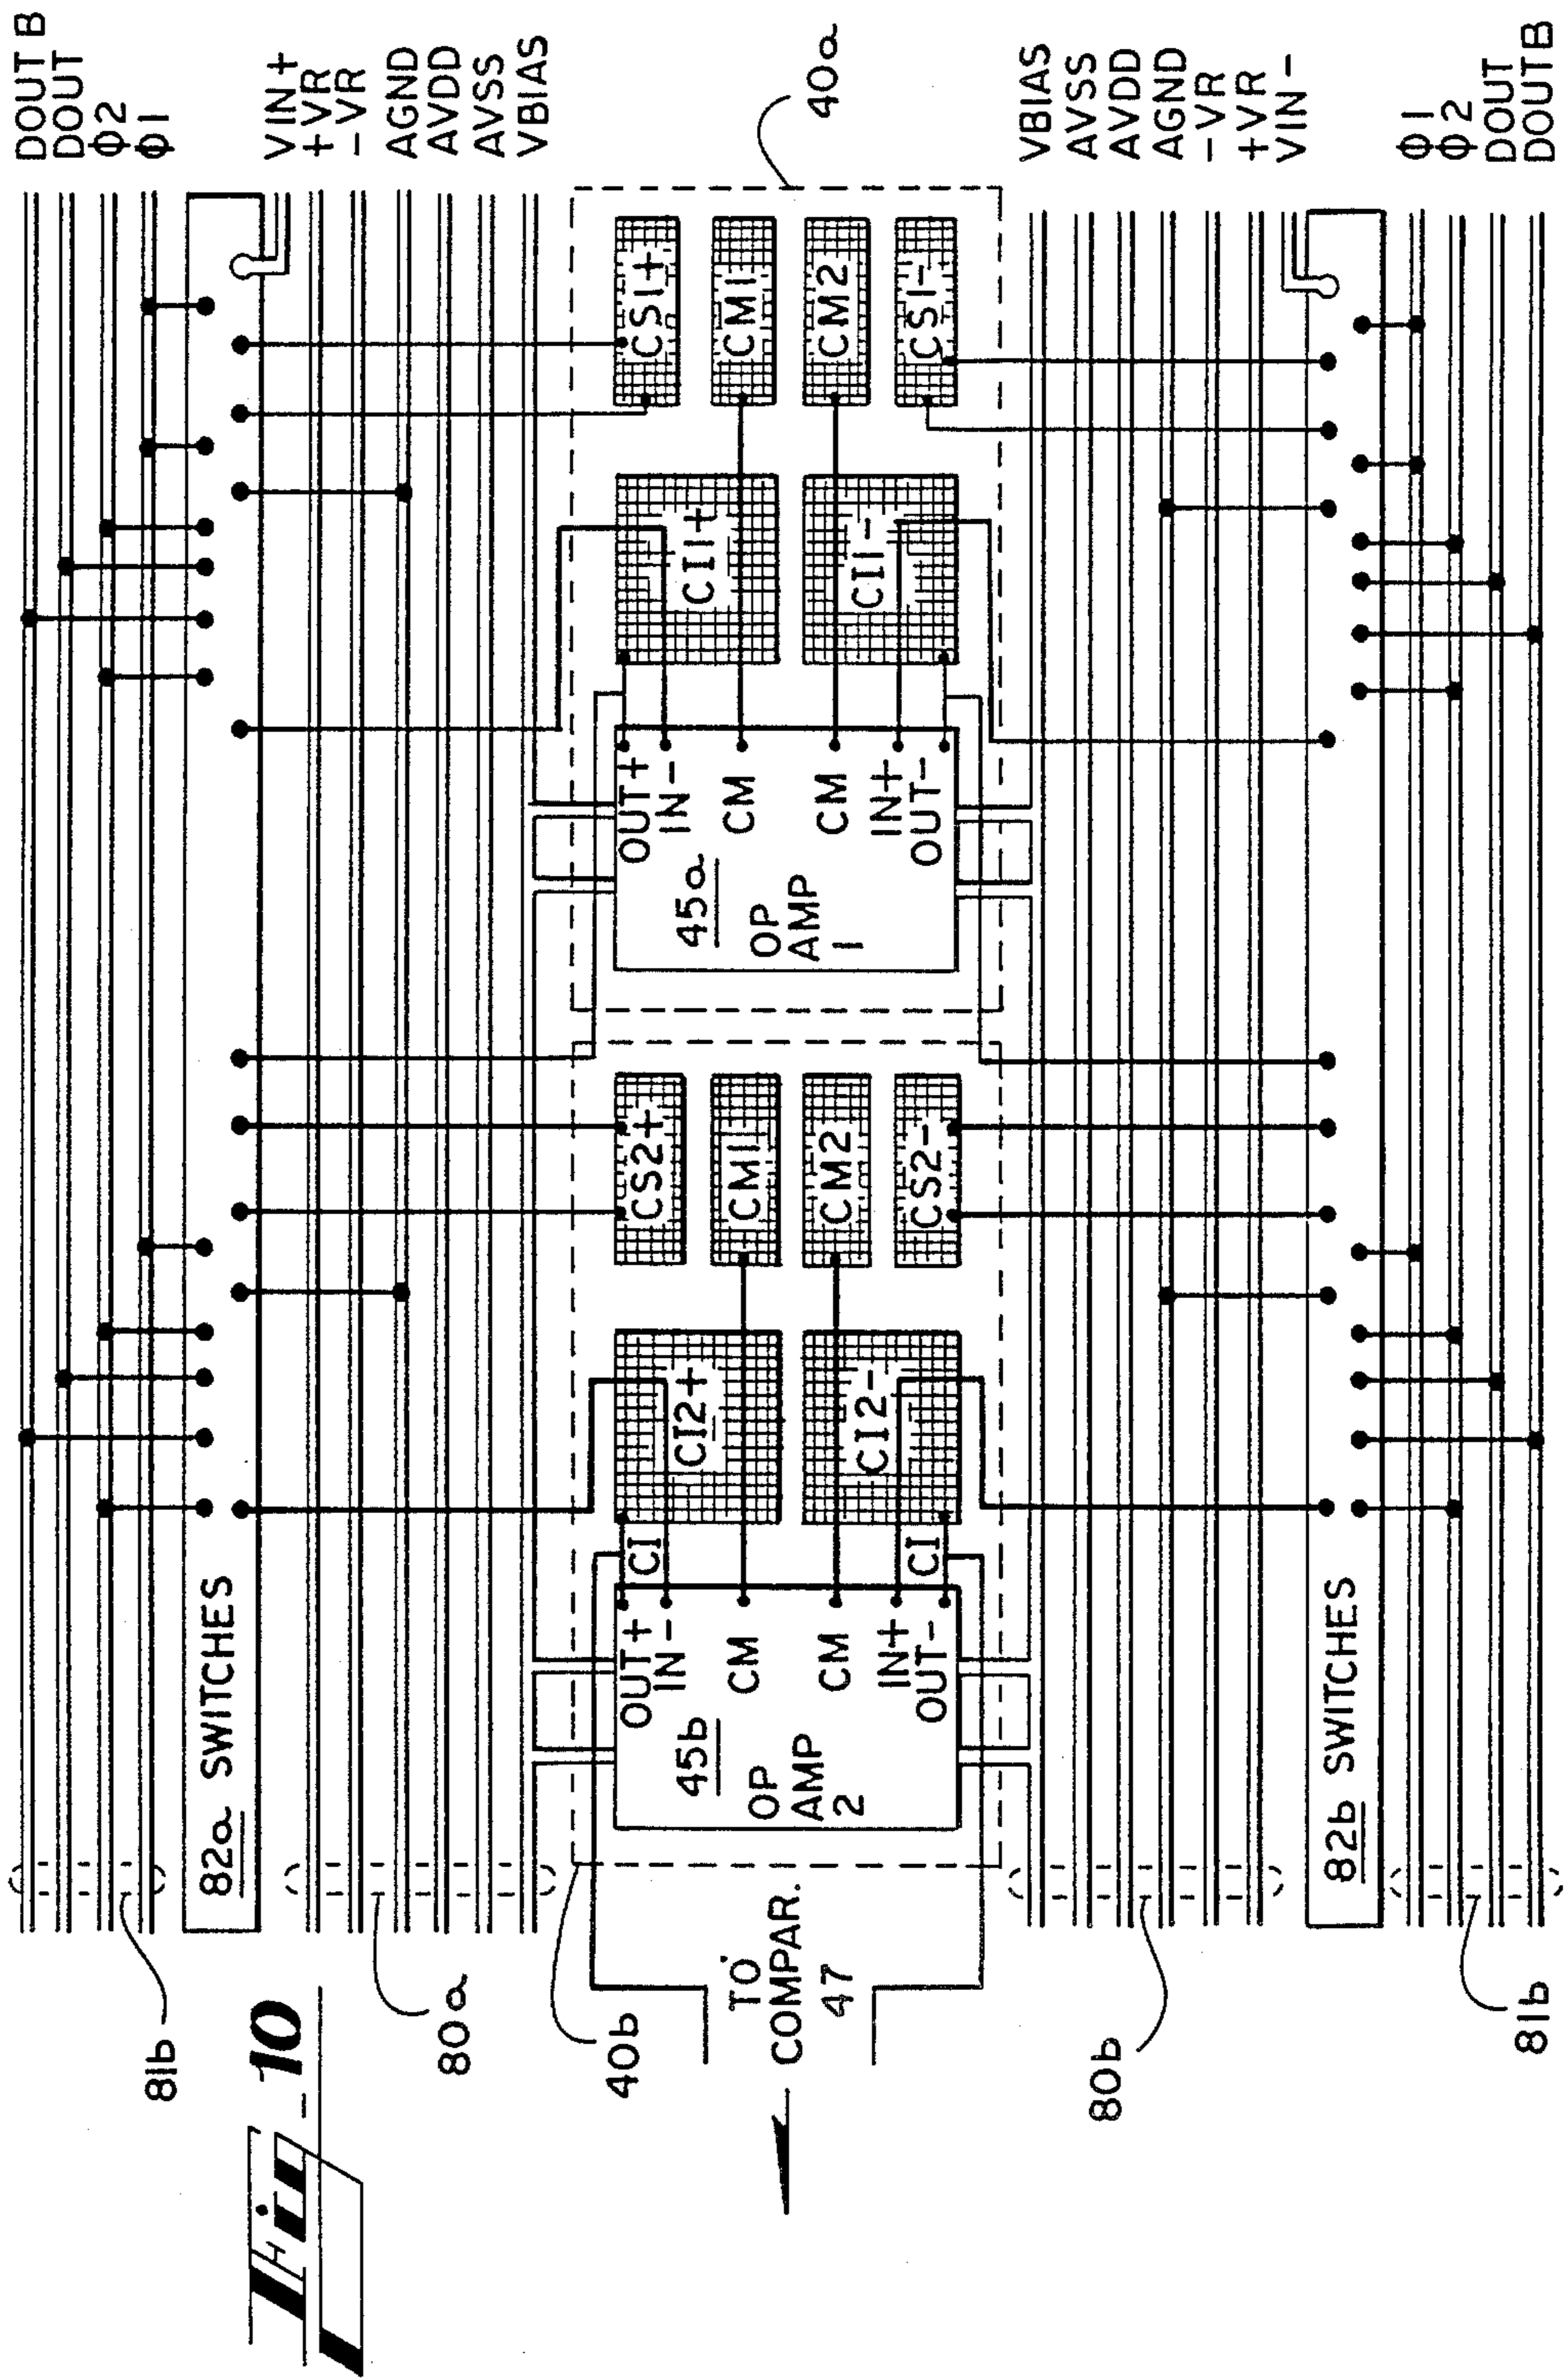 DOUT B
DOUT
Φ2
Φ1
VIN+
+VR
-VR
AGND
AVDD
AVSS
VBIAS
40a
VBIAS
AVSS
AVDD
AGND
-VR
+VR
VIN-
Φ1
Φ2
DOUT
DOUTB
CS1+
CM1
CM2
CS1-
CI1+
CI1-
OUT+
IN-
CM
CM
IN+
OUT-
45a
OP
AMP
1
CS2+
CM1
CM2
CS2-
CI2+
CI2-
CI
CI
OUT+
IN-
CM
CM
IN+
OUT-
45b
OP
AMP
2
82a SWITCHES
82b SWITCHES
81b
80a
40b
TO
COMPAR.
47
80b
81b
Fig-10